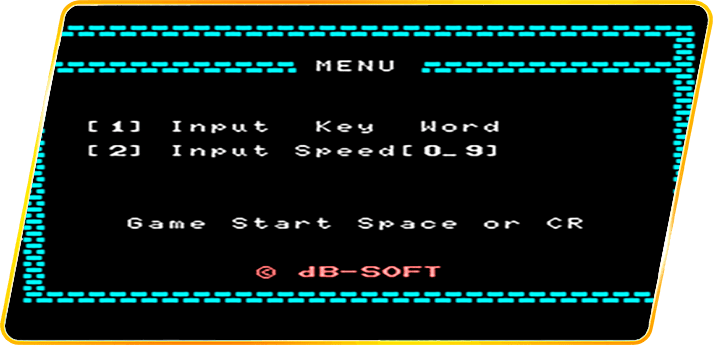 MENU
[1] Input Key Word
[2] Input Speed[0_9]
Game Start Space or CR
© dB-SOFT